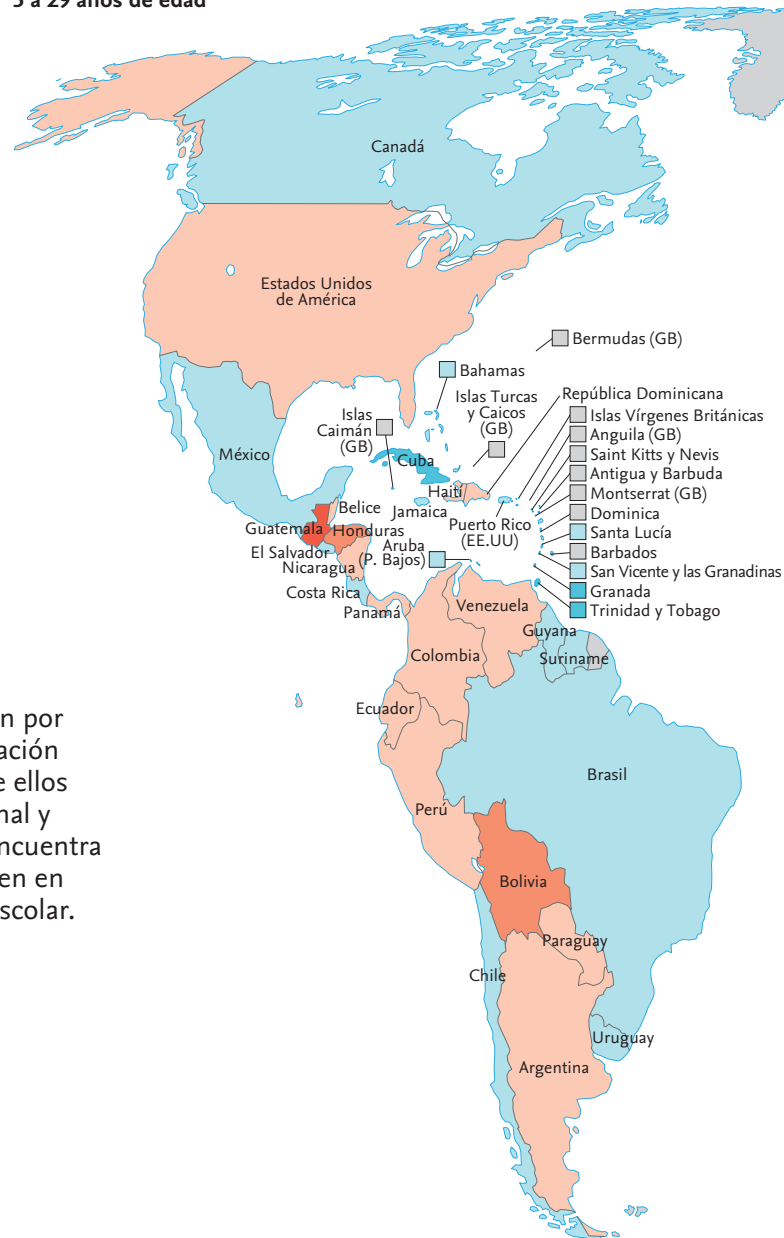 5 a 29 años de edad
Canadá
Estados Unidos
de América
Bermudas (GB)
Bahamas
Islas Turcas
y Caicos
(GB)
República Dominicana
Islas
Caimán
(GB)
Islas Vírgenes Británicas
Anguila (GB)
Saint Kitts y Nevis
Antigua y Barbuda
Montserrat (GB)
Dominica
Santa Lucía
Barbados
San Vicente y las Granadinas
Granada
Trinidad y Tobago
México
Cuba
Haití
Jamaica
Puerto Rico
(EE.UU)
Belice
Guatemala
Honduras
El Salvador
Nicaragua
Aruba
(P. Bajos)
Costa Rica
Panamá
Venezuela
Guyana
Suriname
Colombia
Ecuador
Perú
Brasil
Bolivia
Paraguay
Chile
Uruguay
Argentina
n por
ación
e ellos
nal y
ncuentra
en en
scolar.